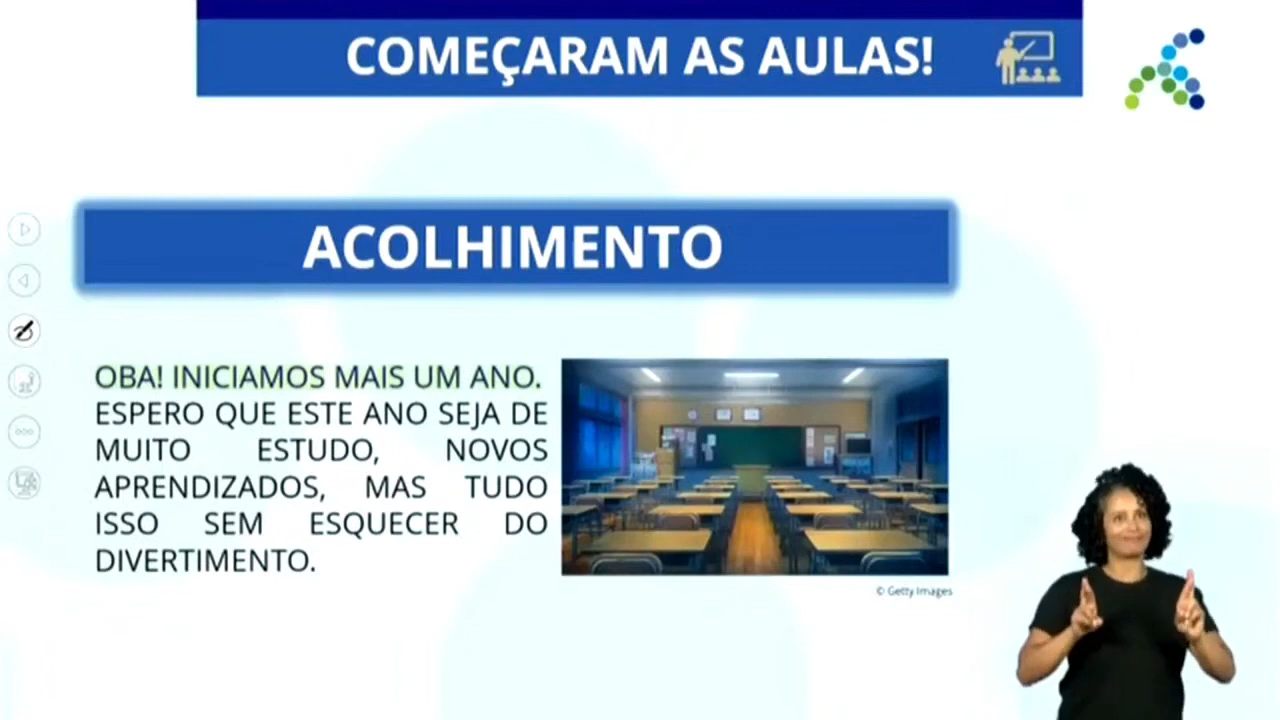 COMEÇARAM AS AULAS!
ACOLHIMENTO
OBA! INICIAMOS MAIS UM ANO.
ESPERO QUE ESTE ANO SEJA DE
MUITO ESTUDO, NOVOS
APRENDIZADOS, MAS TUDO
ISSO SEM ESQUECER DO
DIVERTIMENTO.
© Getty Images